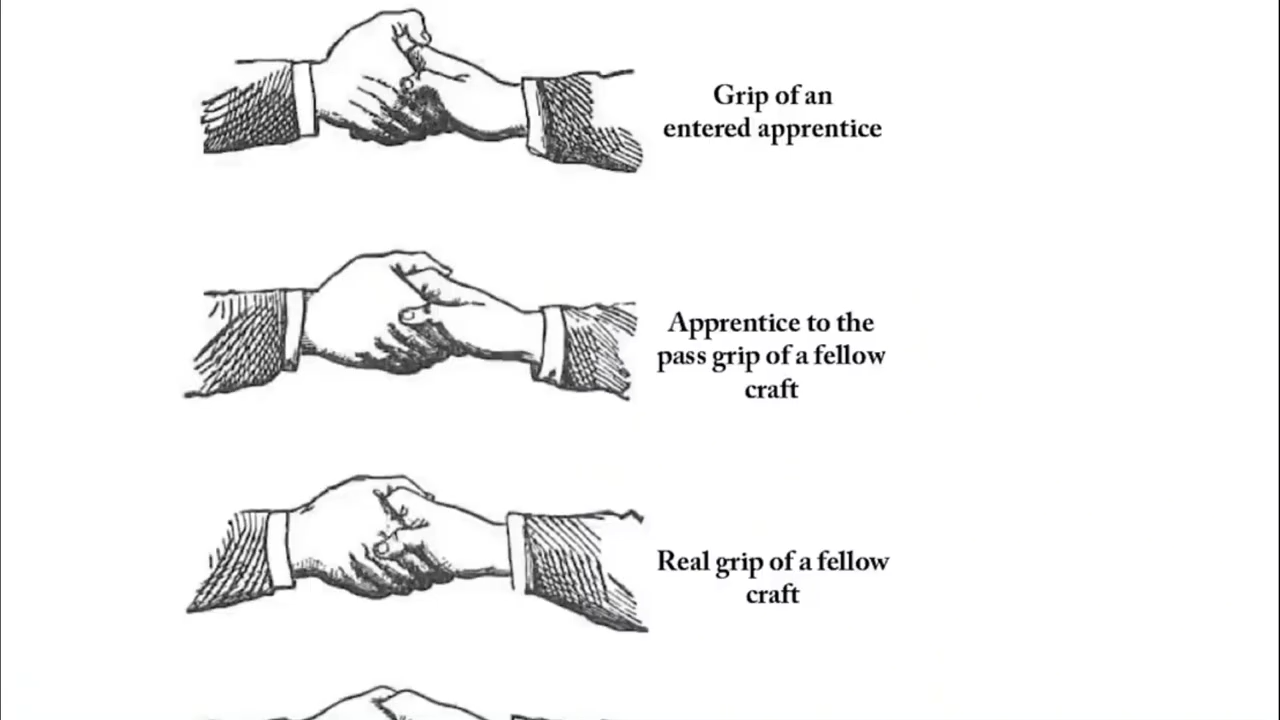 Grip of an
entered apprentice
Apprentice to the
pass grip of a fellow
craft
Real grip of a fellow
craft